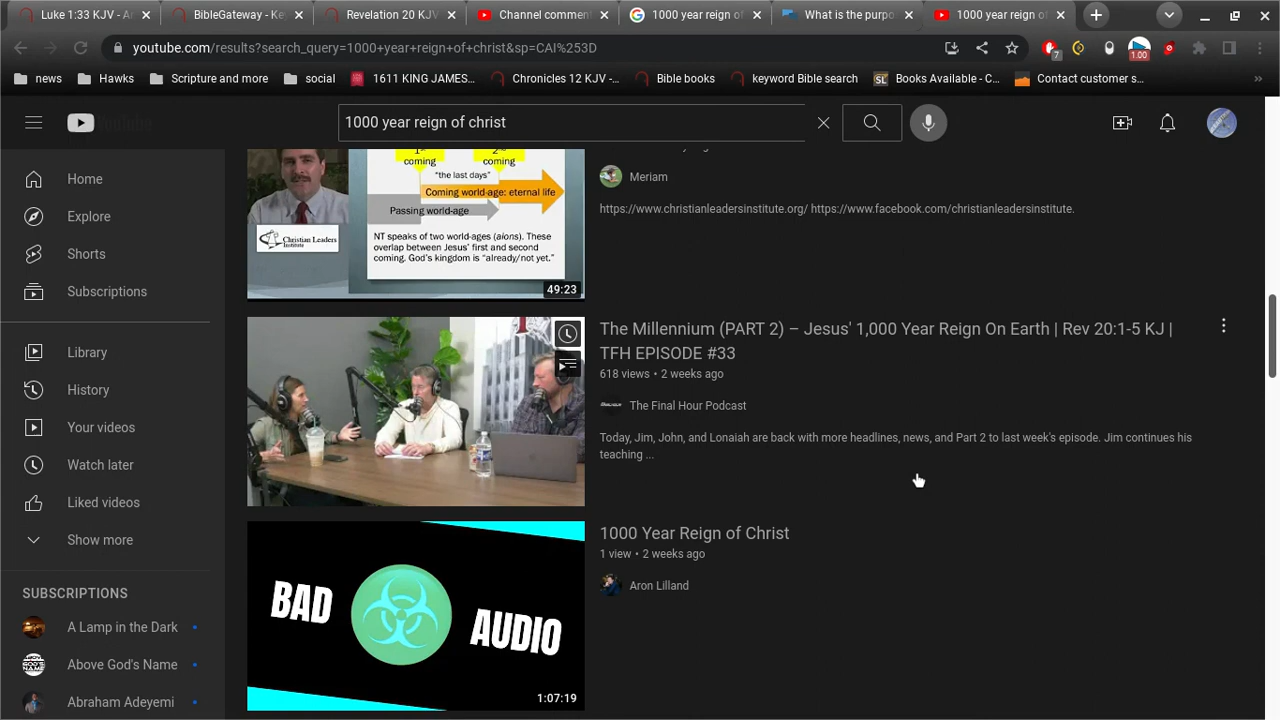 Luke 1:33 KJV - A
BibleGateway - Ke
Revelation 20 KJV
Channel commen
1000 year reign of
What is the purpo
1000 year reign of
youtube.com/results?search_query=1000+year+reign+of+christ&sp=CAI%253D
7
1.00
news
Hawks
Scripture and more
social
1611 KING JAMES...
Chronicles 12 KJV -...
Bible books
keyword Bible search
SL
Books Available - C...
Contact customer s...
»
YouTube
1000 year reign of christ
Home
Explore
Shorts
Subscriptions
Library
History
Your videos
Watch later
Liked videos
Show more
SUBSCRIPTIONS
A Lamp in the Dark
Above God's Name
Abraham Adeyemi
coming
coming
"the last days"
Coming world-age: eternal life
Passing world-age
NT speaks of two world-ages (aions). These
overlap between Jesus' first and second
coming. God's kingdom is "already/not yet."
Christian Leaders
Institute
49:23
Meriam
https://www.christianleadersinstitute.org/ https://www.facebook.com/christianleadersinstitute.
The Millennium (PART 2) – Jesus' 1,000 Year Reign On Earth | Rev 20:1-5 KJ |
TFH EPISODE #33
618 views • 2 weeks ago
The Final Hour Podcast
Today, Jim, John, and Lonaiah are back with more headlines, news, and Part 2 to last week's episode. Jim continues his
teaching ...
BAD
AUDIO
1:07:19
1000 Year Reign of Christ
1 view • 2 weeks ago
Aron Lilland